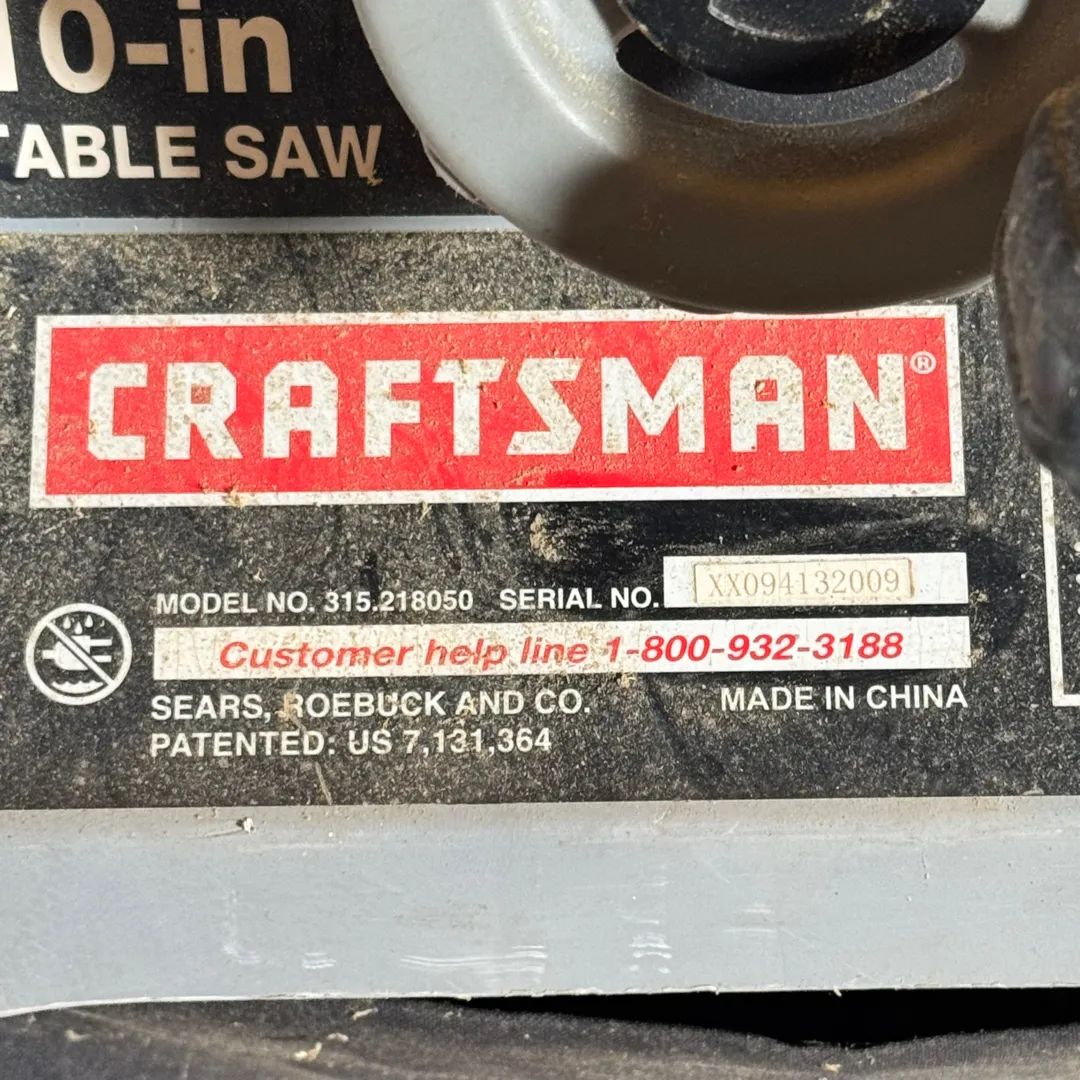 10-in
TABLE SAW
CRAFTSMAN®
MODEL NO. 315.218050 SERIAL NO. XX094132009
Customer help line 1-800-932-3188
SEARS, ROEBUCK AND CO. MADE IN CHINA
PATENTED: US 7,131,364